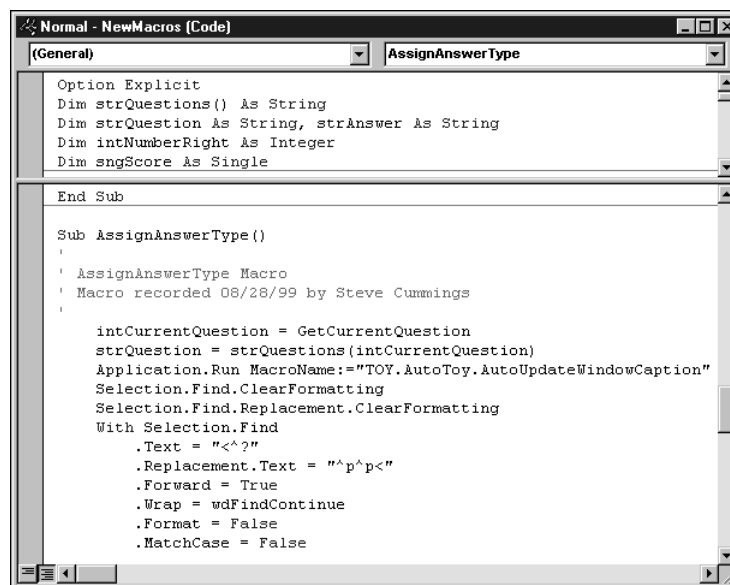 Normal - NewMacros (Code)
(General) AssignAnswerType
Option Explicit
Dim strQuestions() As String
Dim strQuestion As String, strAnswer As String
Dim intNumberRight As Integer
Dim sngScore As Single
End Sub
Sub AssignAnswerType()
'
' AssignAnswerType Macro
' Macro recorded 08/28/99 by Steve Cummings
'
intCurrentQuestion = GetCurrentQuestion
strQuestion = strQuestions(intCurrentQuestion)
Application.Run MacroName:="TOY.AutoToy.AutoUpdateWindowCaption"
Selection.Find.ClearFormatting
Selection.Find.Replacement.ClearFormatting
With Selection.Find
.Text = "<^?"
.Replacement.Text = "^p^p<"
.Forward = True
.Wrap = wdFindContinue
.Format = False
.MatchCase = False